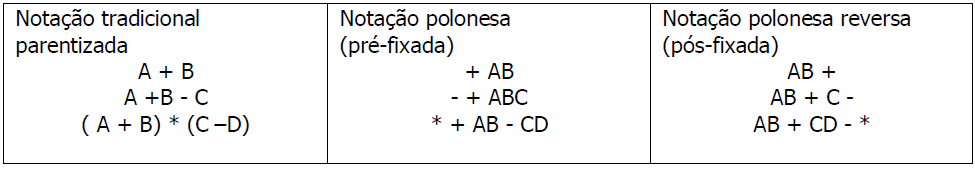 Notação tradicional
parentizada
A + B
A +B - C
( A + B) * (C –D)
Notação polonesa
(pré-fixada)
+ AB
- + ABC
* + AB - CD
Notação polonesa reversa
(pós-fixada)
AB +
AB + C -
AB + CD - *